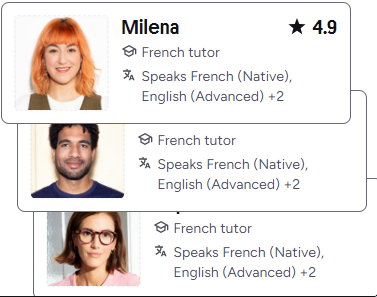 Milena ★ 4.9
French tutor
Speaks French (Native),
English (Advanced) +2
French tutor
Speaks French (Native),
English (Advanced) +2
French tutor
Speaks French (Native),
English (Advanced) +2